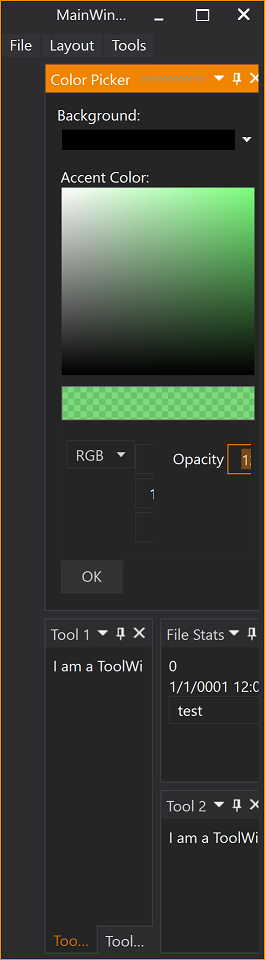 MainWin...
File Layout Tools
Color Picker
Background:
Accent Color:
RGB
Opacity 1.
1
OK
Tool 1
File Stats
I am a ToolWi
0
1/1/0001 12:0
test
Tool 2
I am a ToolWi
Too...
Tool...